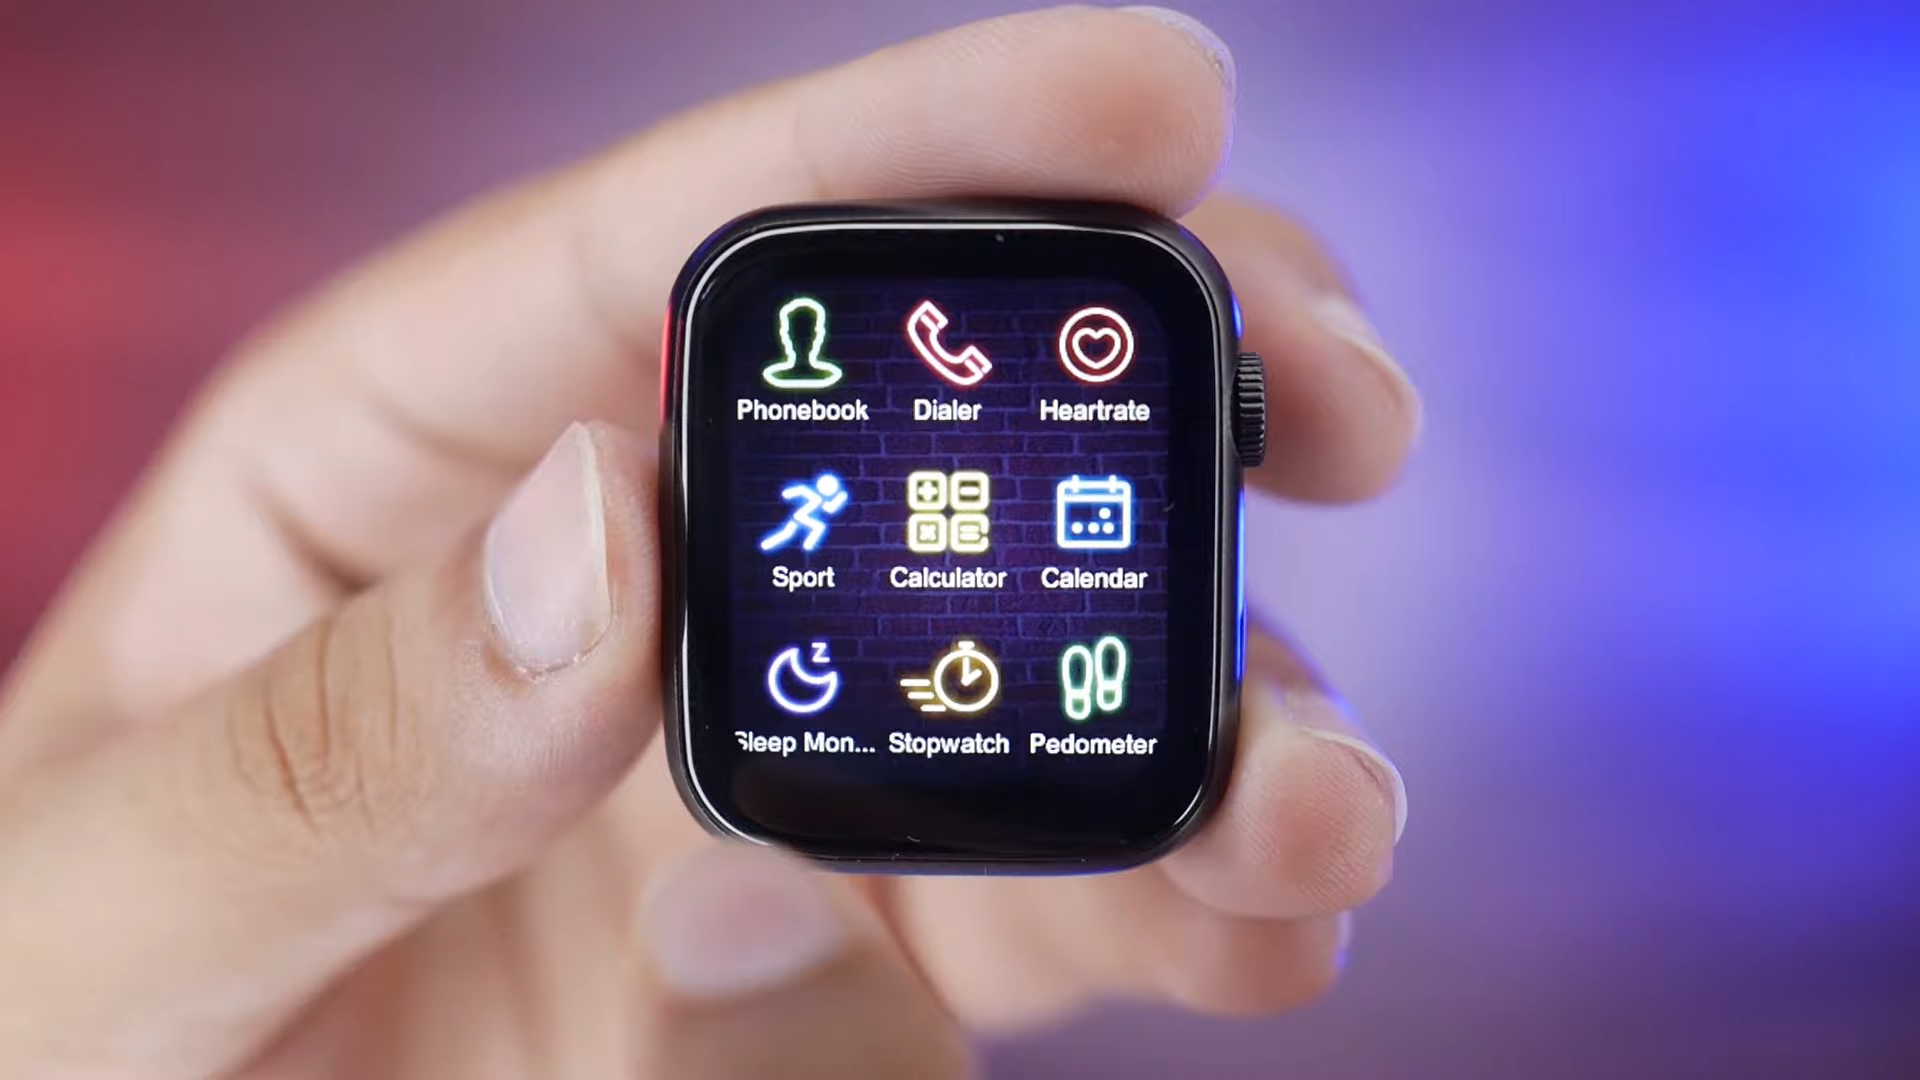 Phonebook Dialer Heartrate
Sport Calculator Calendar
Sleep Mon... Stopwatch Pedometer